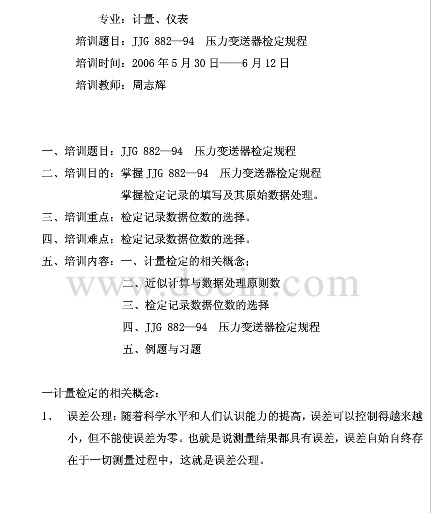 专业：计量、仪表
培训题目：JJG 882—94 压力变送器检定规程
培训时间：2006 年 5 月 30 日——6 月 12 日
培训教师：周志辉
一、培训题目：JJG 882—94 压力变送器检定规程
二、培训目的：掌握 JJG 882—94 压力变送器检定规程
掌握检定记录的填写及其原始数据处理。
三、培训重点：检定记录数据位数的选择。
四、培训难点：检定记录数据位数的选择。
五、培训内容：一、计量检定的相关概念；
www.docin.com
二、近似计算与数据处理原则数
三、检定记录数据位数的选择
四、JJG 882—94 压力变送器检定规程
五、例题与习题
一计量检定的相关概念：
1、 误差公理：随着科学水平和人们认识能力的提高，误差可以控制得越来越
小，但不能使误差为零。也就是说测量结果都具有误差，误差自始自终存
在于一切测量过程中，这就是误差公理。